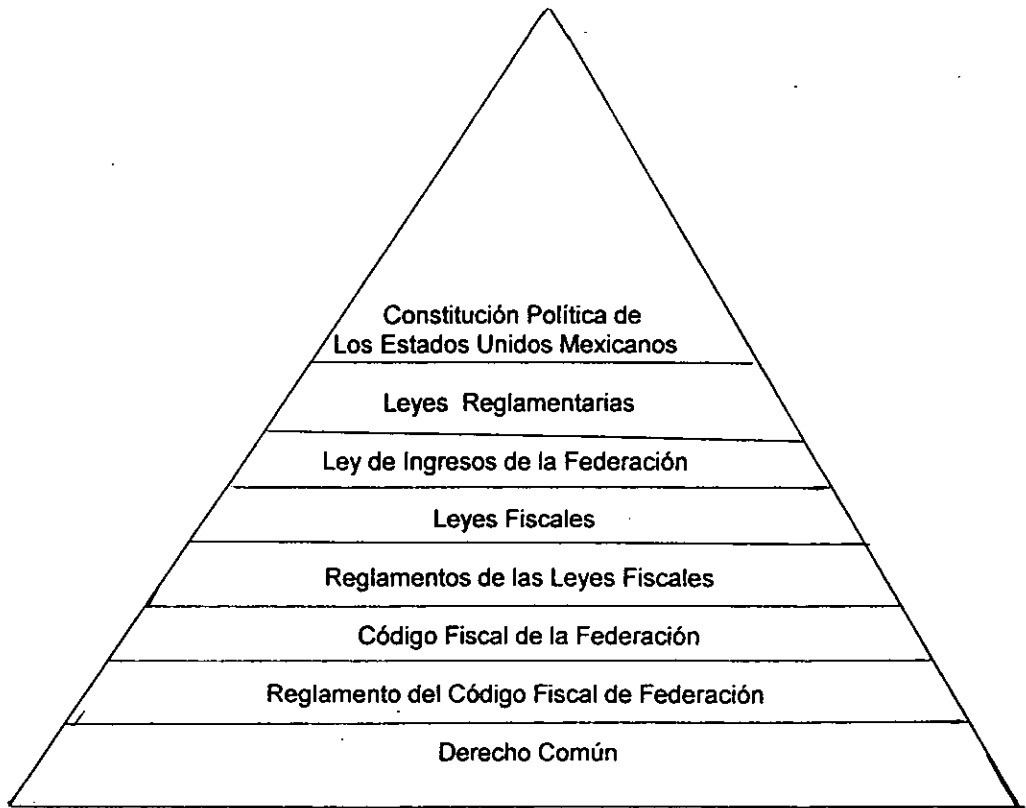 Constitución Política de
Los Estados Unidos Mexicanos
Leyes Reglamentarias
Ley de Ingresos de la Federación
Leyes Fiscales
Reglamentos de las Leyes Fiscales
Código Fiscal de la Federación
Reglamento del Código Fiscal de Federación
Derecho Común